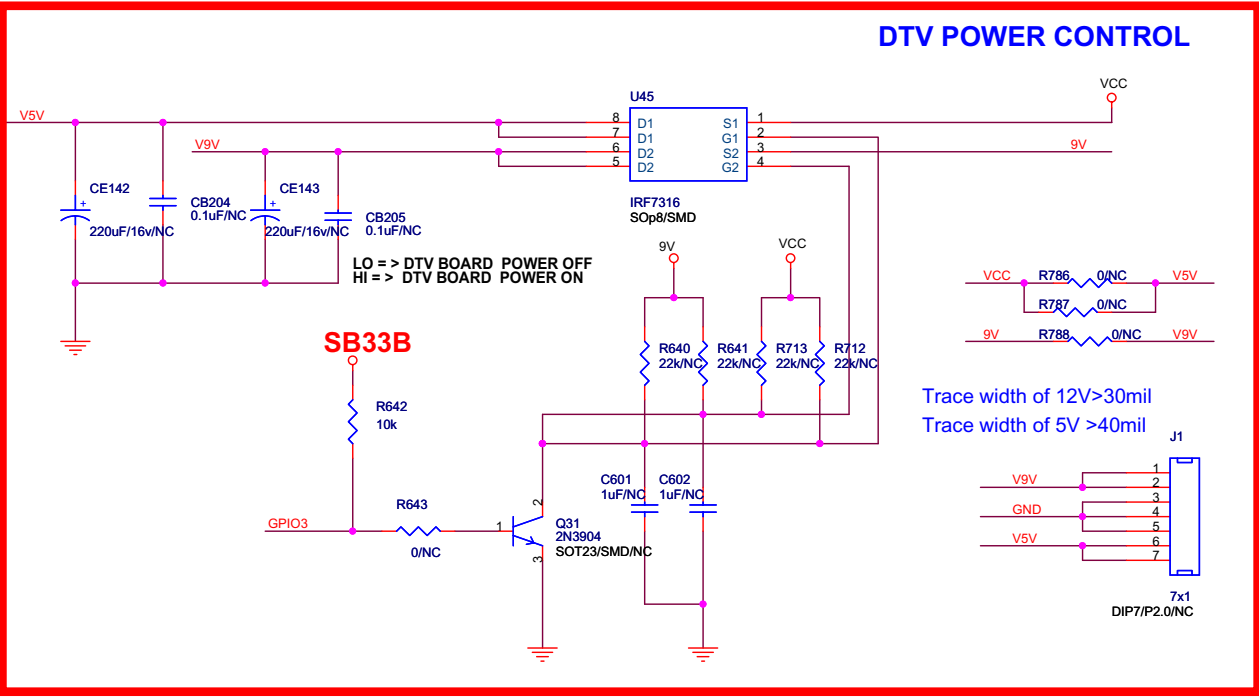 DTV POWER CONTROL
VCC
U45
V5V
8 D1 S1 1
7 D1 G1 2
6 D2 S2 3
5 D2 G2 4
V9V
9V
IRF7316
SOp8/SMD
CE142
+
220uF/16v/NC
CB204
0.1uF/NC
CE143
+
220uF/16v/NC
CB205
0.1uF/NC
LO = > DTV BOARD POWER OFF
HI = > DTV BOARD POWER ON
9V
VCC
VCC
R786
0/NC
V5V
R787
0/NC
9V
R788
0/NC
V9V
SB33B
R640
22k/NC
R641
22k/NC
R713
22k/NC
R712
22k/NC
R642
10k
Trace width of 12V>30mil
Trace width of 5V >40mil
J1
C601
1uF/NC
C602
1uF/NC
R643
0/NC
GPIO3
1
2
3
Q31
2N3904
SOT23/SMD/NC
V9V
GND
V5V
1
2
3
4
5
6
7
7x1
DIP7/P2.0/NC